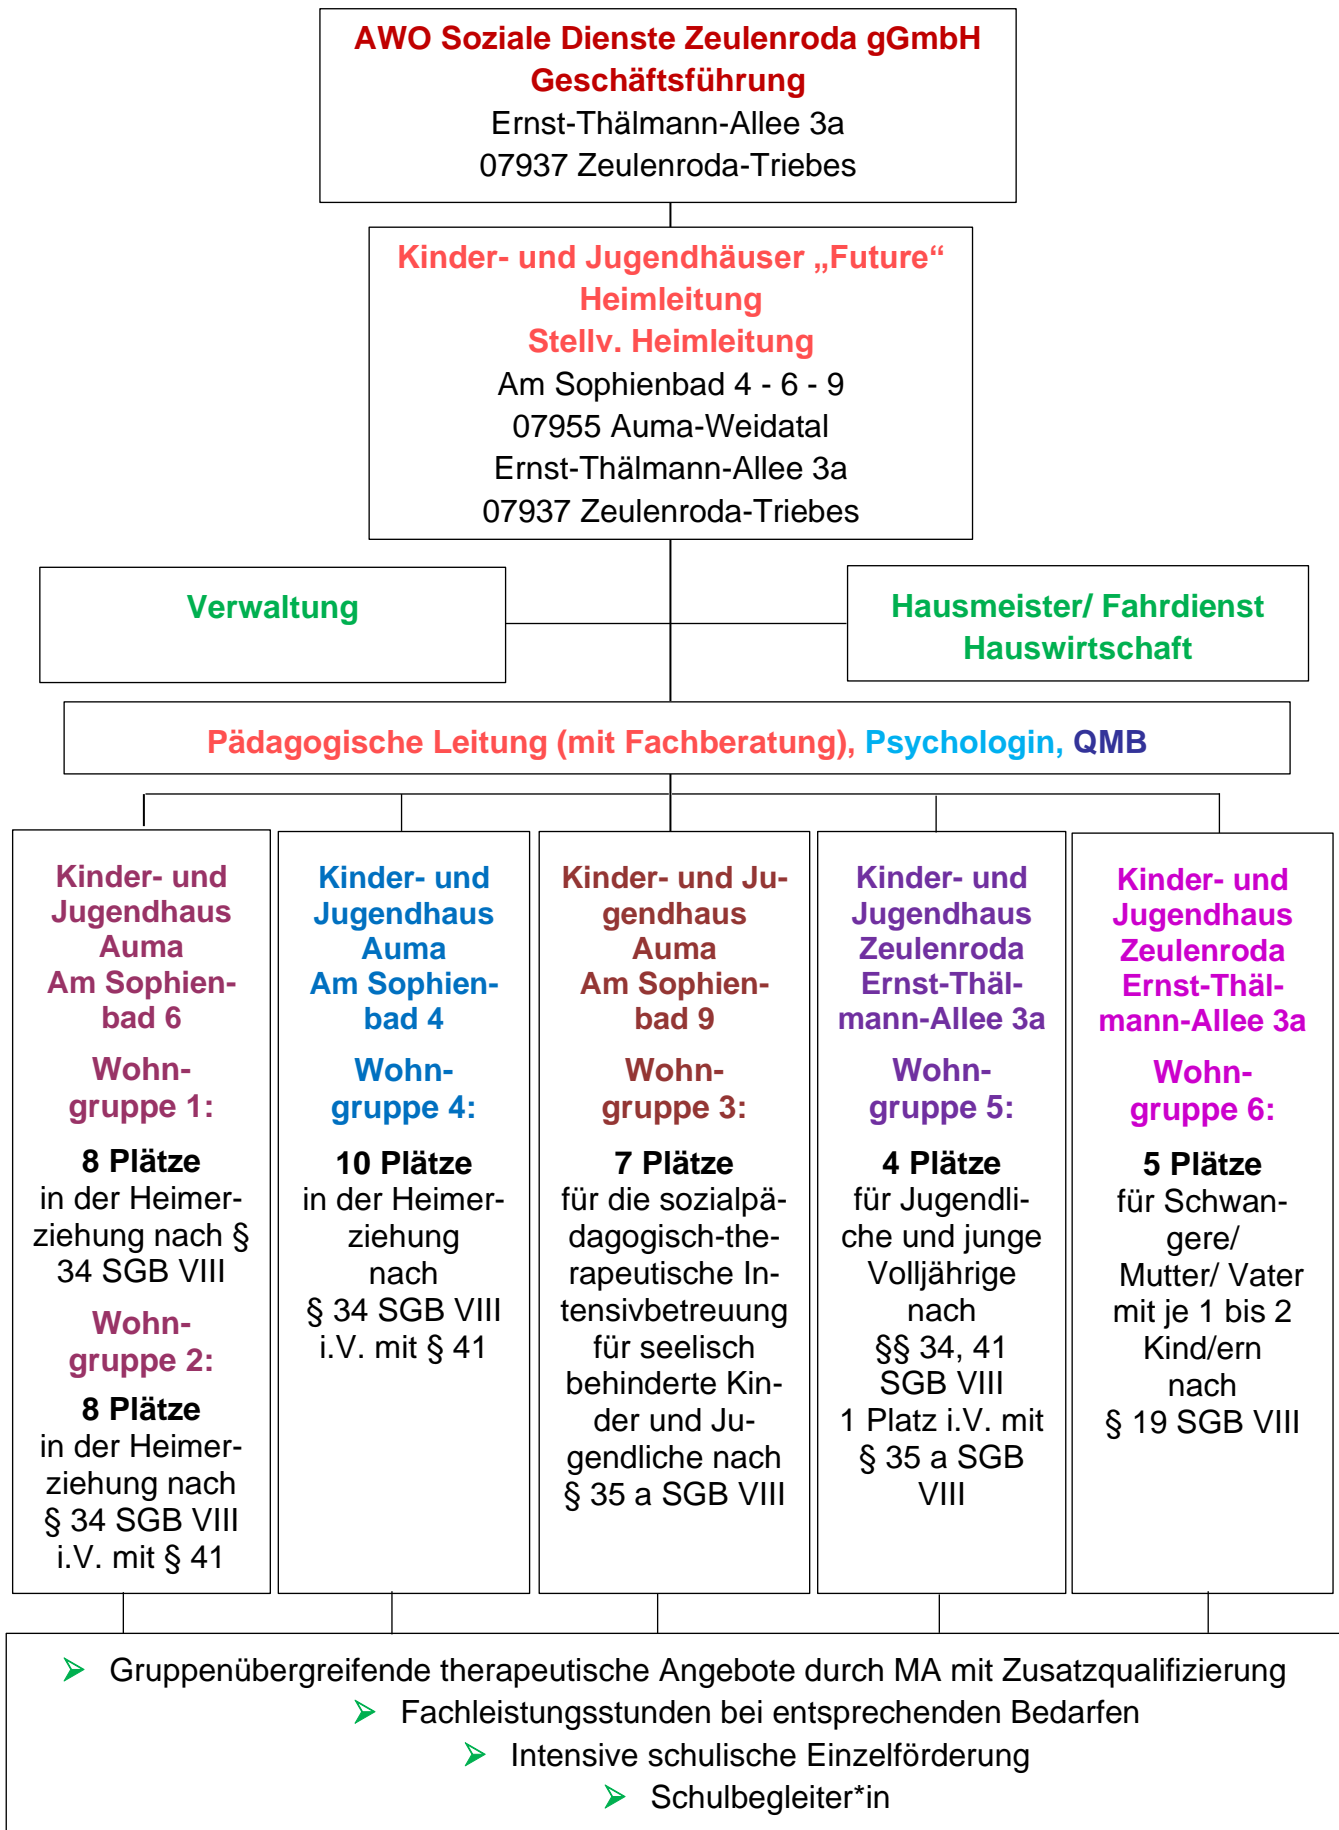 AWO Soziale Dienste Zeulenroda gGmbH
Geschäftsführung
Ernst-Thälmann-Allee 3a
07937 Zeulenroda-Triebes
Kinder- und Jugendhäuser „Future“
Heimleitung
Stellv. Heimleitung
Am Sophienbad 4 - 6 - 9
07955 Auma-Weidatal
Ernst-Thälmann-Allee 3a
07937 Zeulenroda-Triebes
Verwaltung
Hausmeister/ Fahrdienst
Hauswirtschaft
Pädagogische Leitung (mit Fachberatung), Psychologin, QMB
Kinder- und
Jugendhaus
Auma
Am Sophien-
bad 6
Wohn-
gruppe 1:
8 Plätze
in der Heimer-
ziehung nach §
34 SGB VIII
Wohn-
gruppe 2:
8 Plätze
in der Heimer-
ziehung nach
§ 34 SGB VIII
i.V. mit § 41
Kinder- und
Jugendhaus
Auma
Am Sophien-
bad 4
Wohn-
gruppe 4:
10 Plätze
in der Heimer-
ziehung
nach
§ 34 SGB VIII
i.V. mit § 41
Kinder- und Ju-
gendhaus
Auma
Am Sophien-
bad 9
Wohn-
gruppe 3:
7 Plätze
für die sozialpä-
dagogisch-the-
rapeutische In-
tensivbetreuung
für seelisch
behinderte Kin-
der und Ju-
gendliche nach
§ 35 a SGB VIII
Kinder- und
Jugendhaus
Zeulenroda
Ernst-Thäl-
mann-Allee 3a
Wohn-
gruppe 5:
4 Plätze
für Jugendli-
che und junge
Volljährige
nach
§§ 34, 41
SGB VIII
1 Platz i.V. mit
§ 35 a SGB
VIII
Kinder- und
Jugendhaus
Zeulenroda
Ernst-Thäl-
mann-Allee 3a
Wohn-
gruppe 6:
5 Plätze
für Schwan-
gere/
Mutter/ Vater
mit je 1 bis 2
Kind/ern
nach
§ 19 SGB VIII
➢ Gruppenübergreifende therapeutische Angebote durch MA mit Zusatzqualifizierung
➢ Fachleistungsstunden bei entsprechenden Bedarfen
➢ Intensive schulische Einzelförderung
➢ Schulbegleiter*in